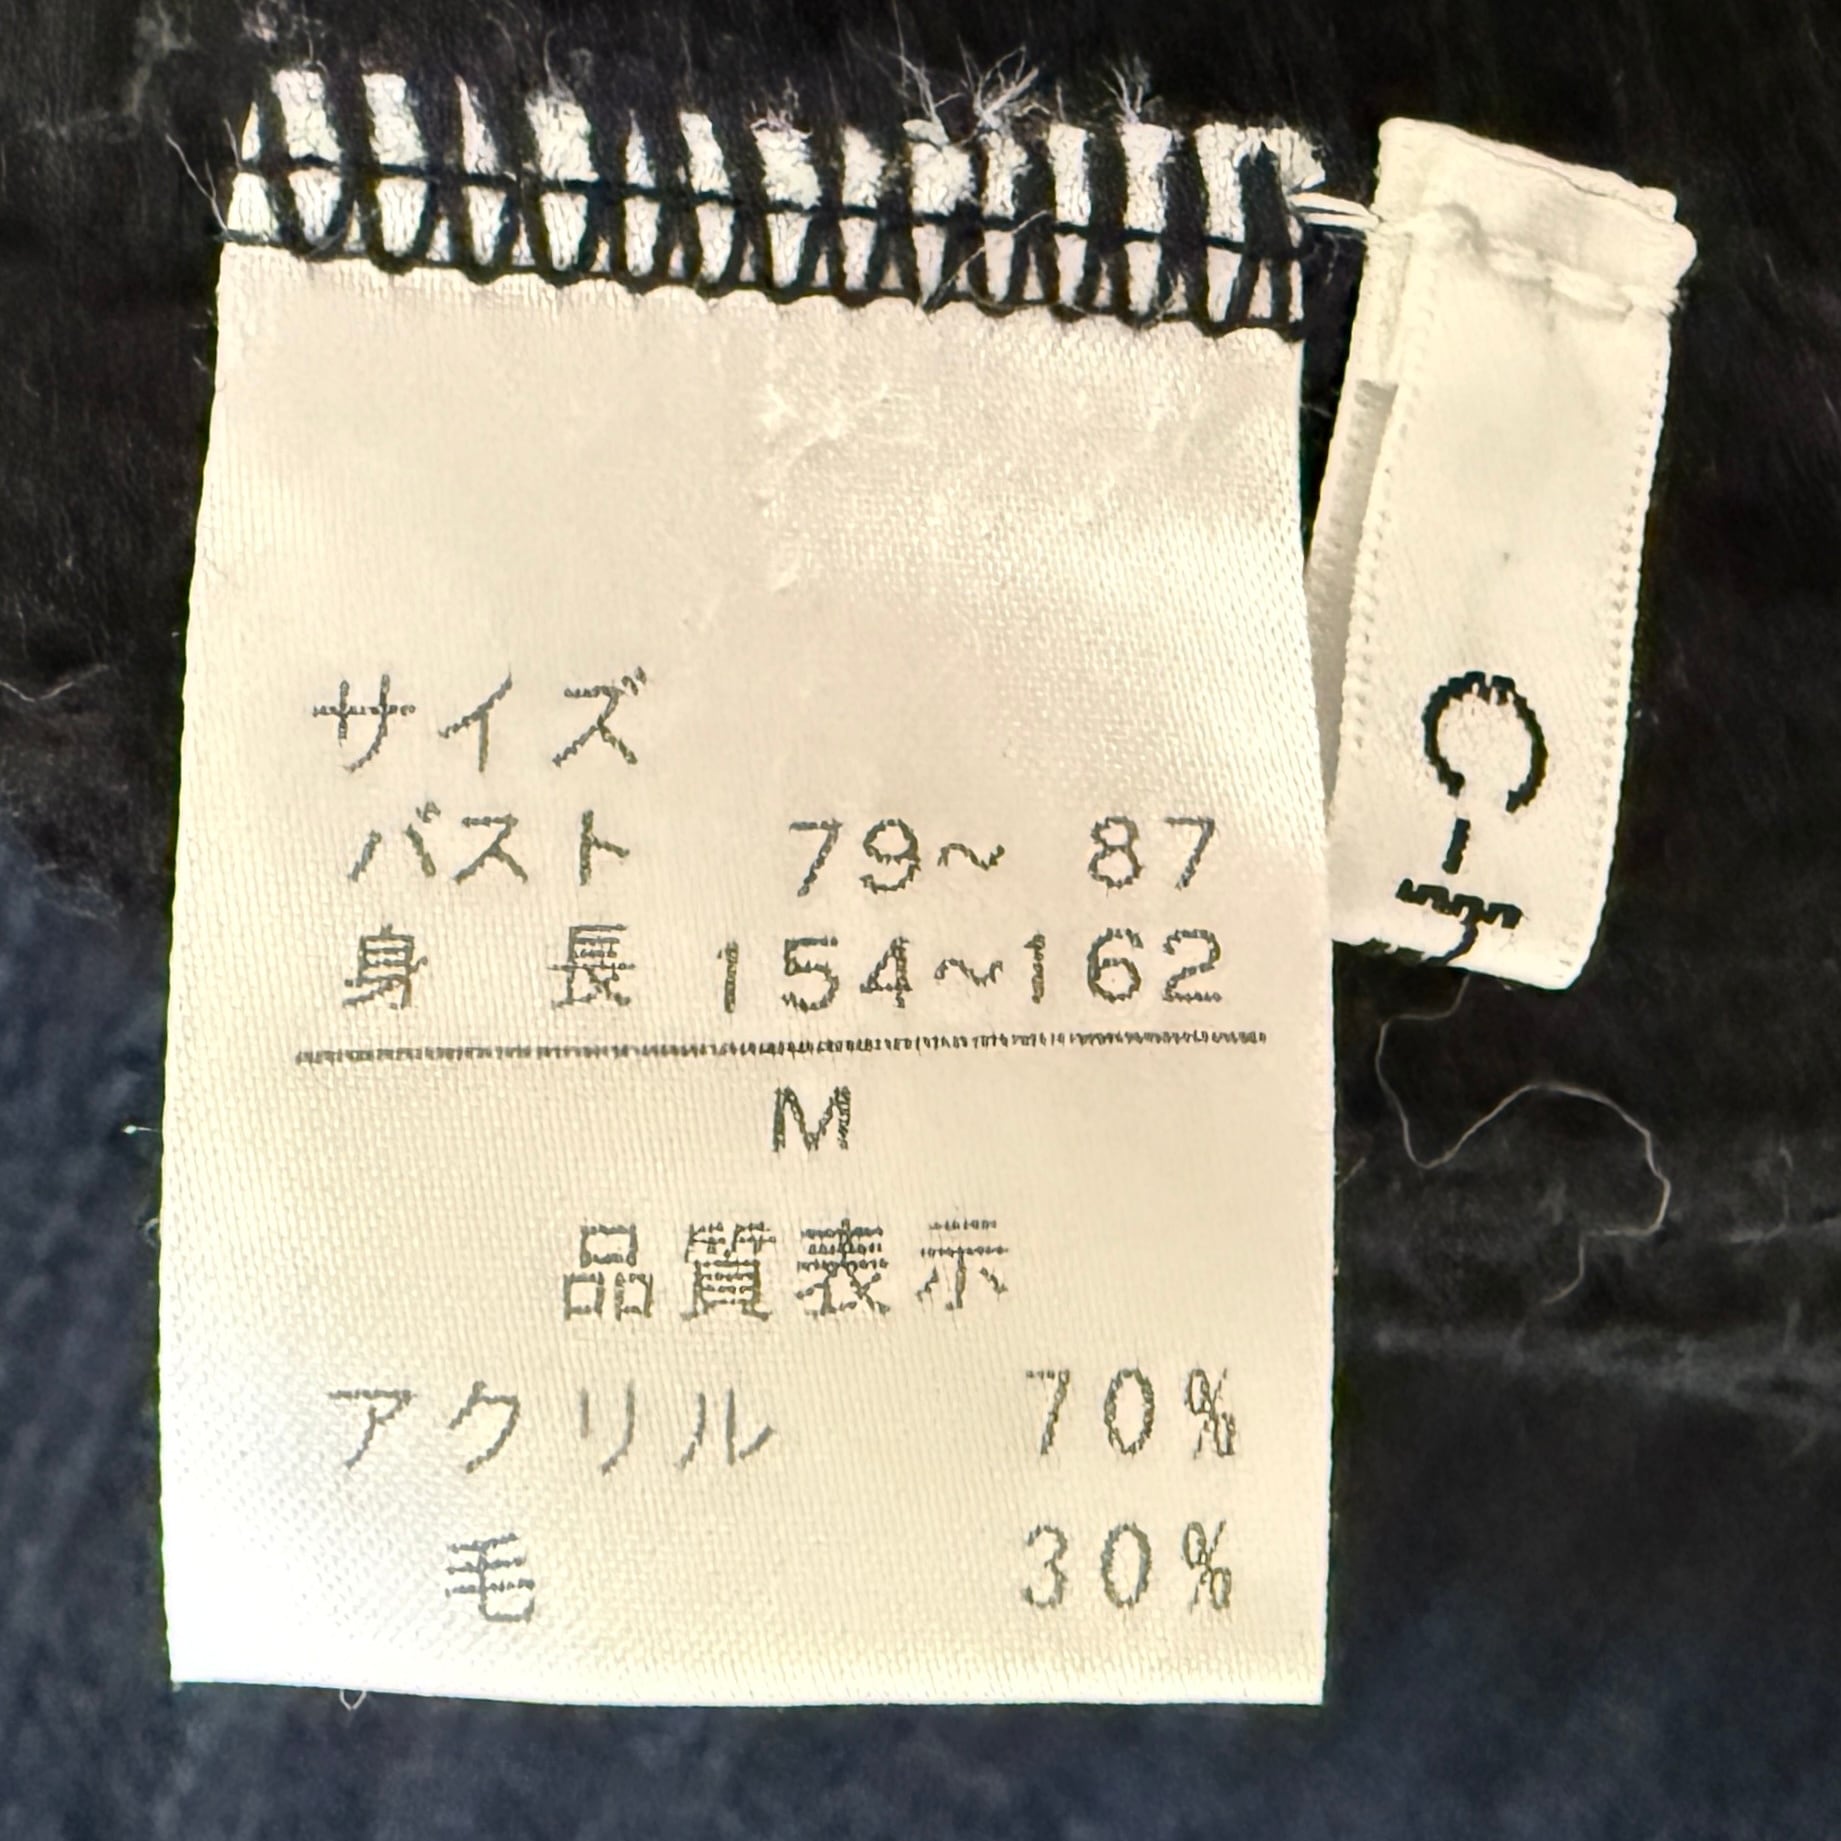 サイズ
バスト 79~ 87
身 長 154~162
M
品質表示
アクリル 70%
毛 30%